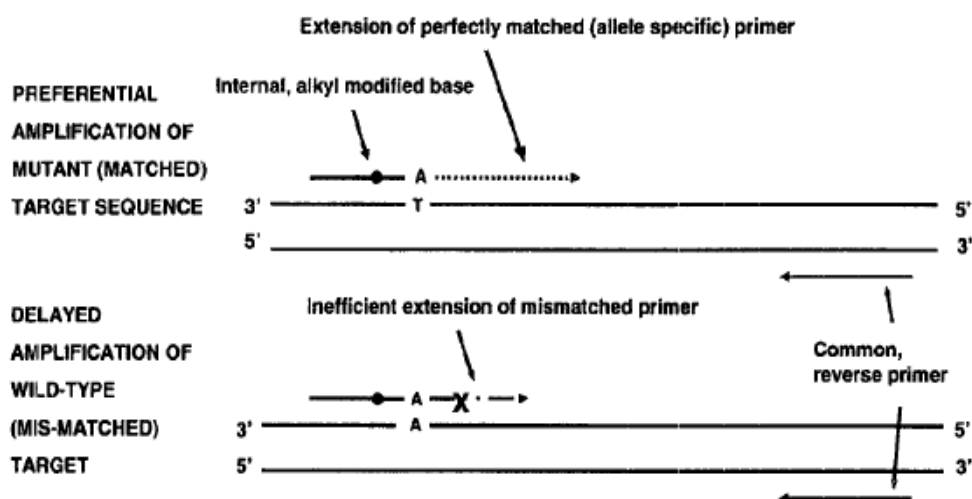 Extension of perfectly matched (allele specific) primer
Internal, alkyl modified base
PREFERENTIAL
AMPLIFICATION OF
MUTANT (MATCHED)
TARGET SEQUENCE
A
3' T 5'
5' 3'
Inefficient extension of mismatched primer
DELAYED
AMPLIFICATION OF
WILD-TYPE
(MIS-MATCHED)
TARGET
Common,
reverse primer
A X
3' A 5'
5' 3'